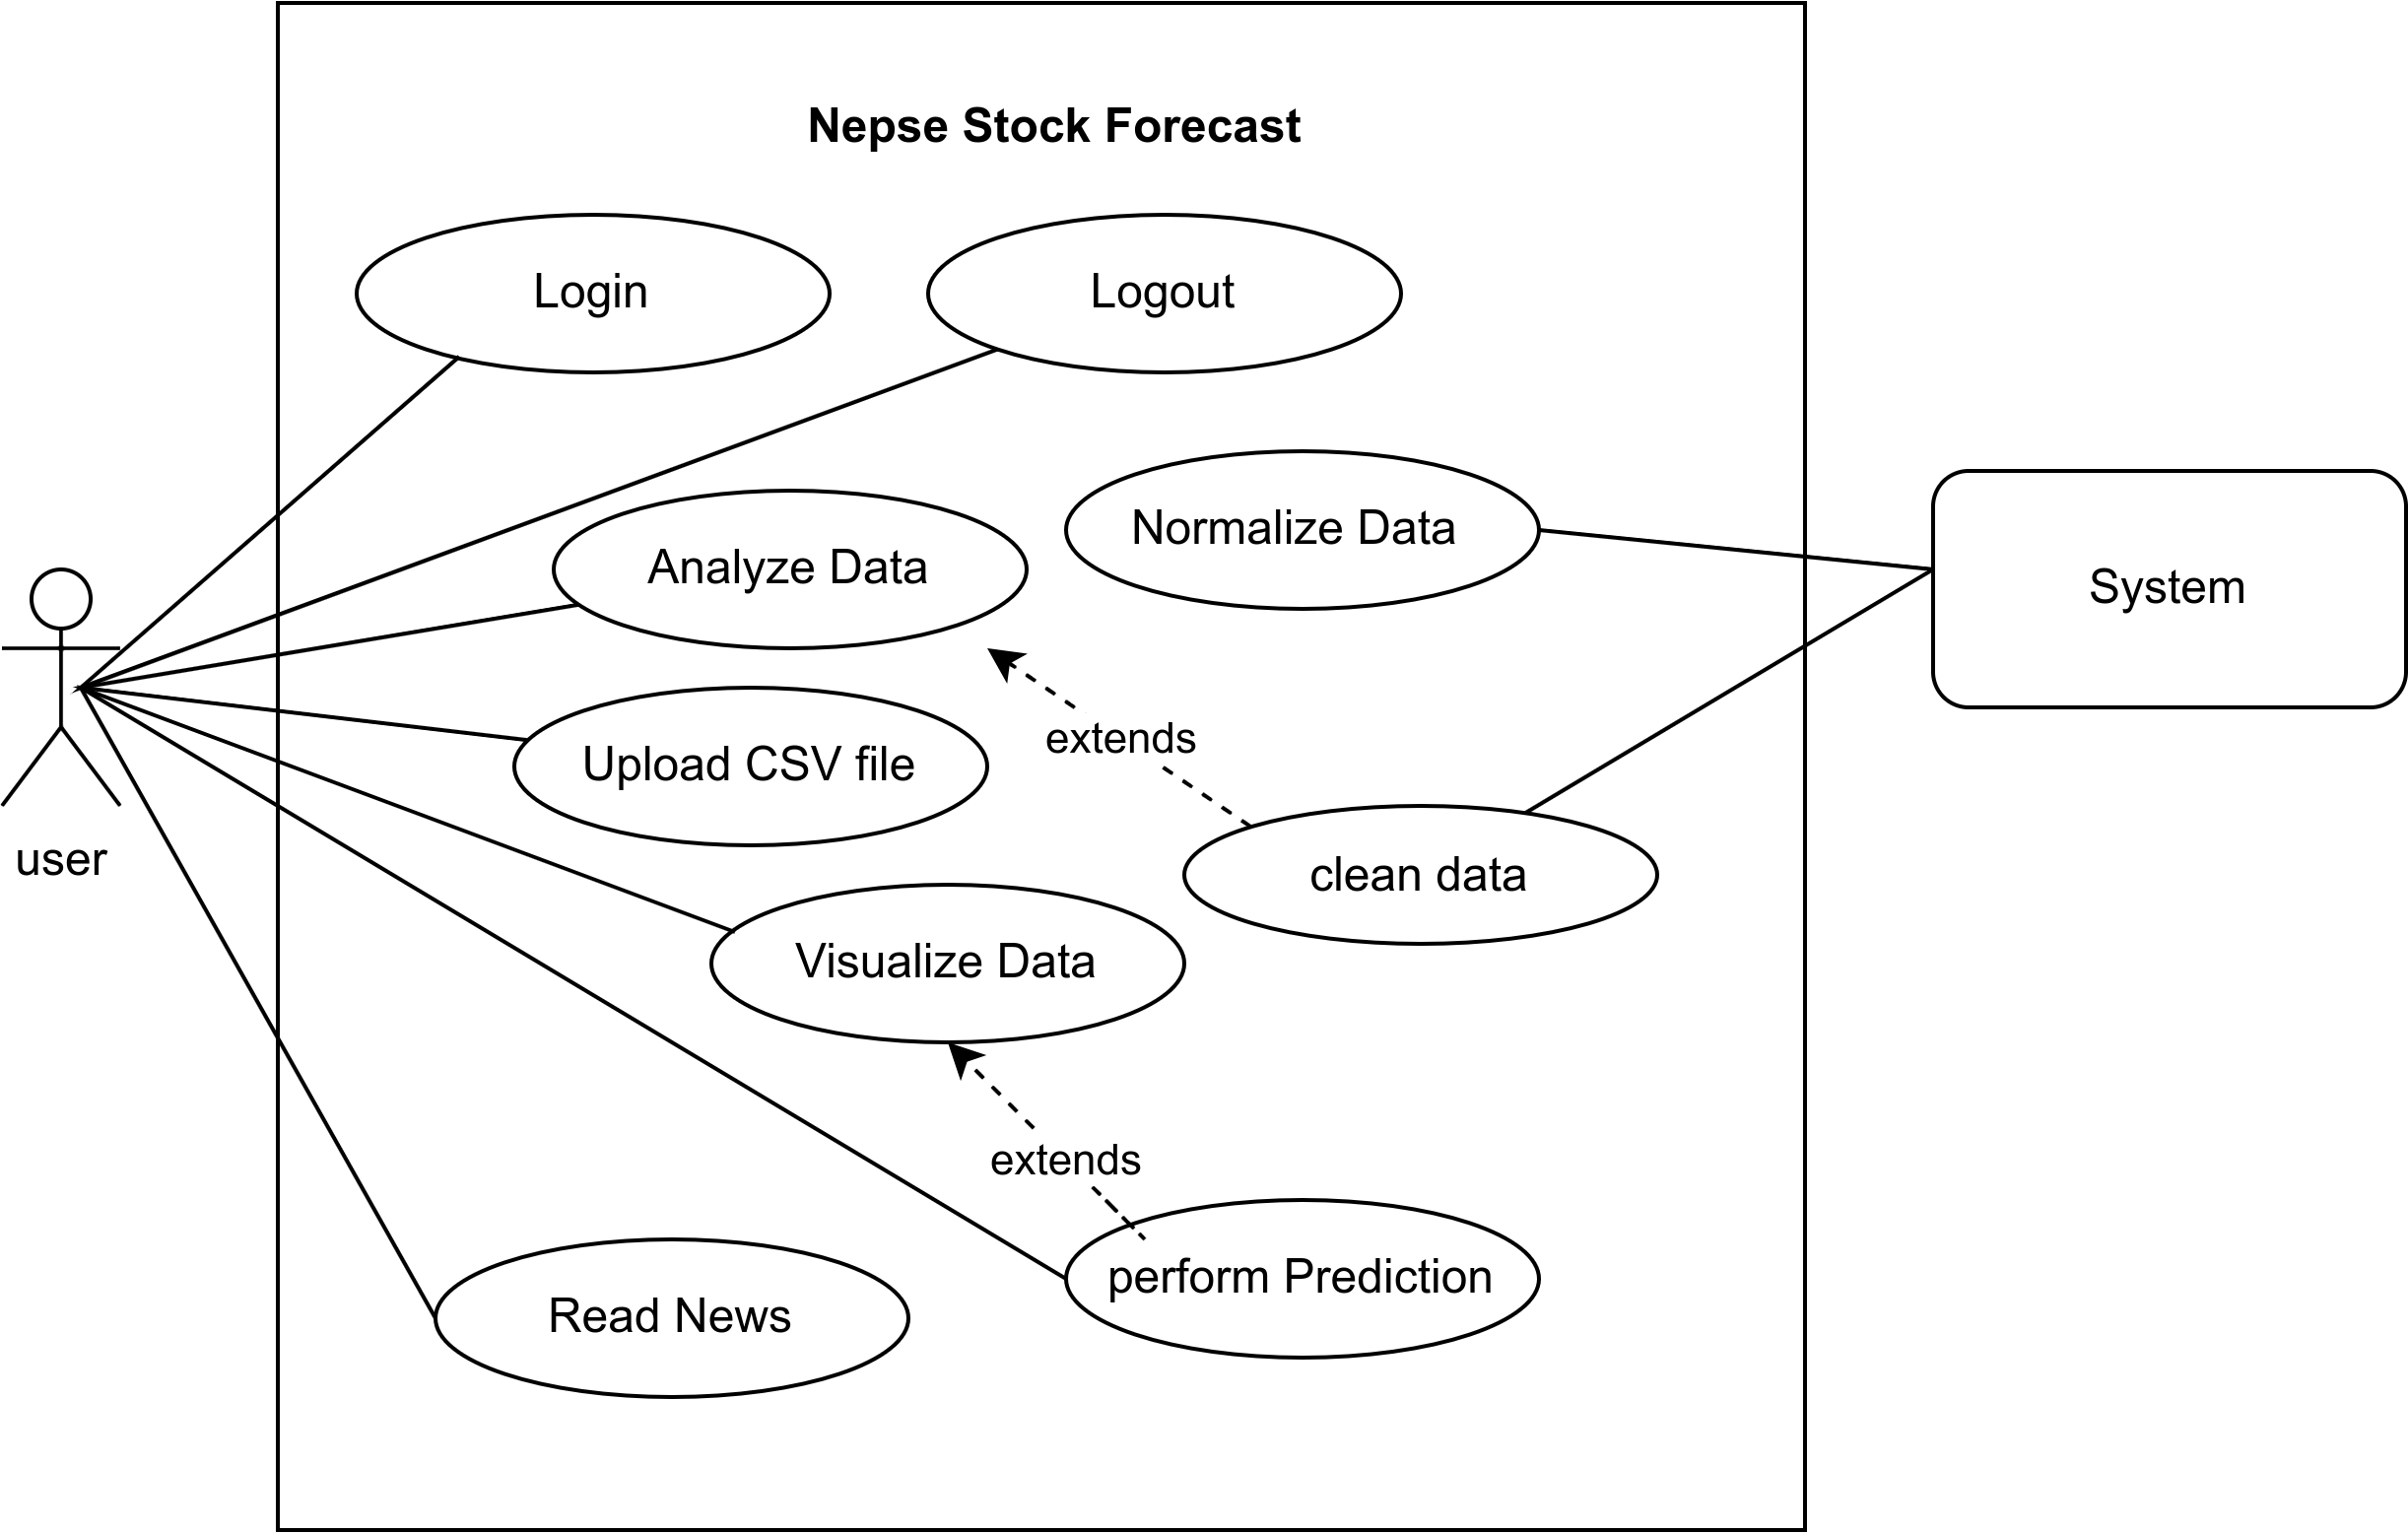 Nepse Stock Forecast
Login
Logout
Normalize Data
Analyze Data
System
extends
Upload CSV file
user
clean data
Visualize Data
extends
perform Prediction
Read News